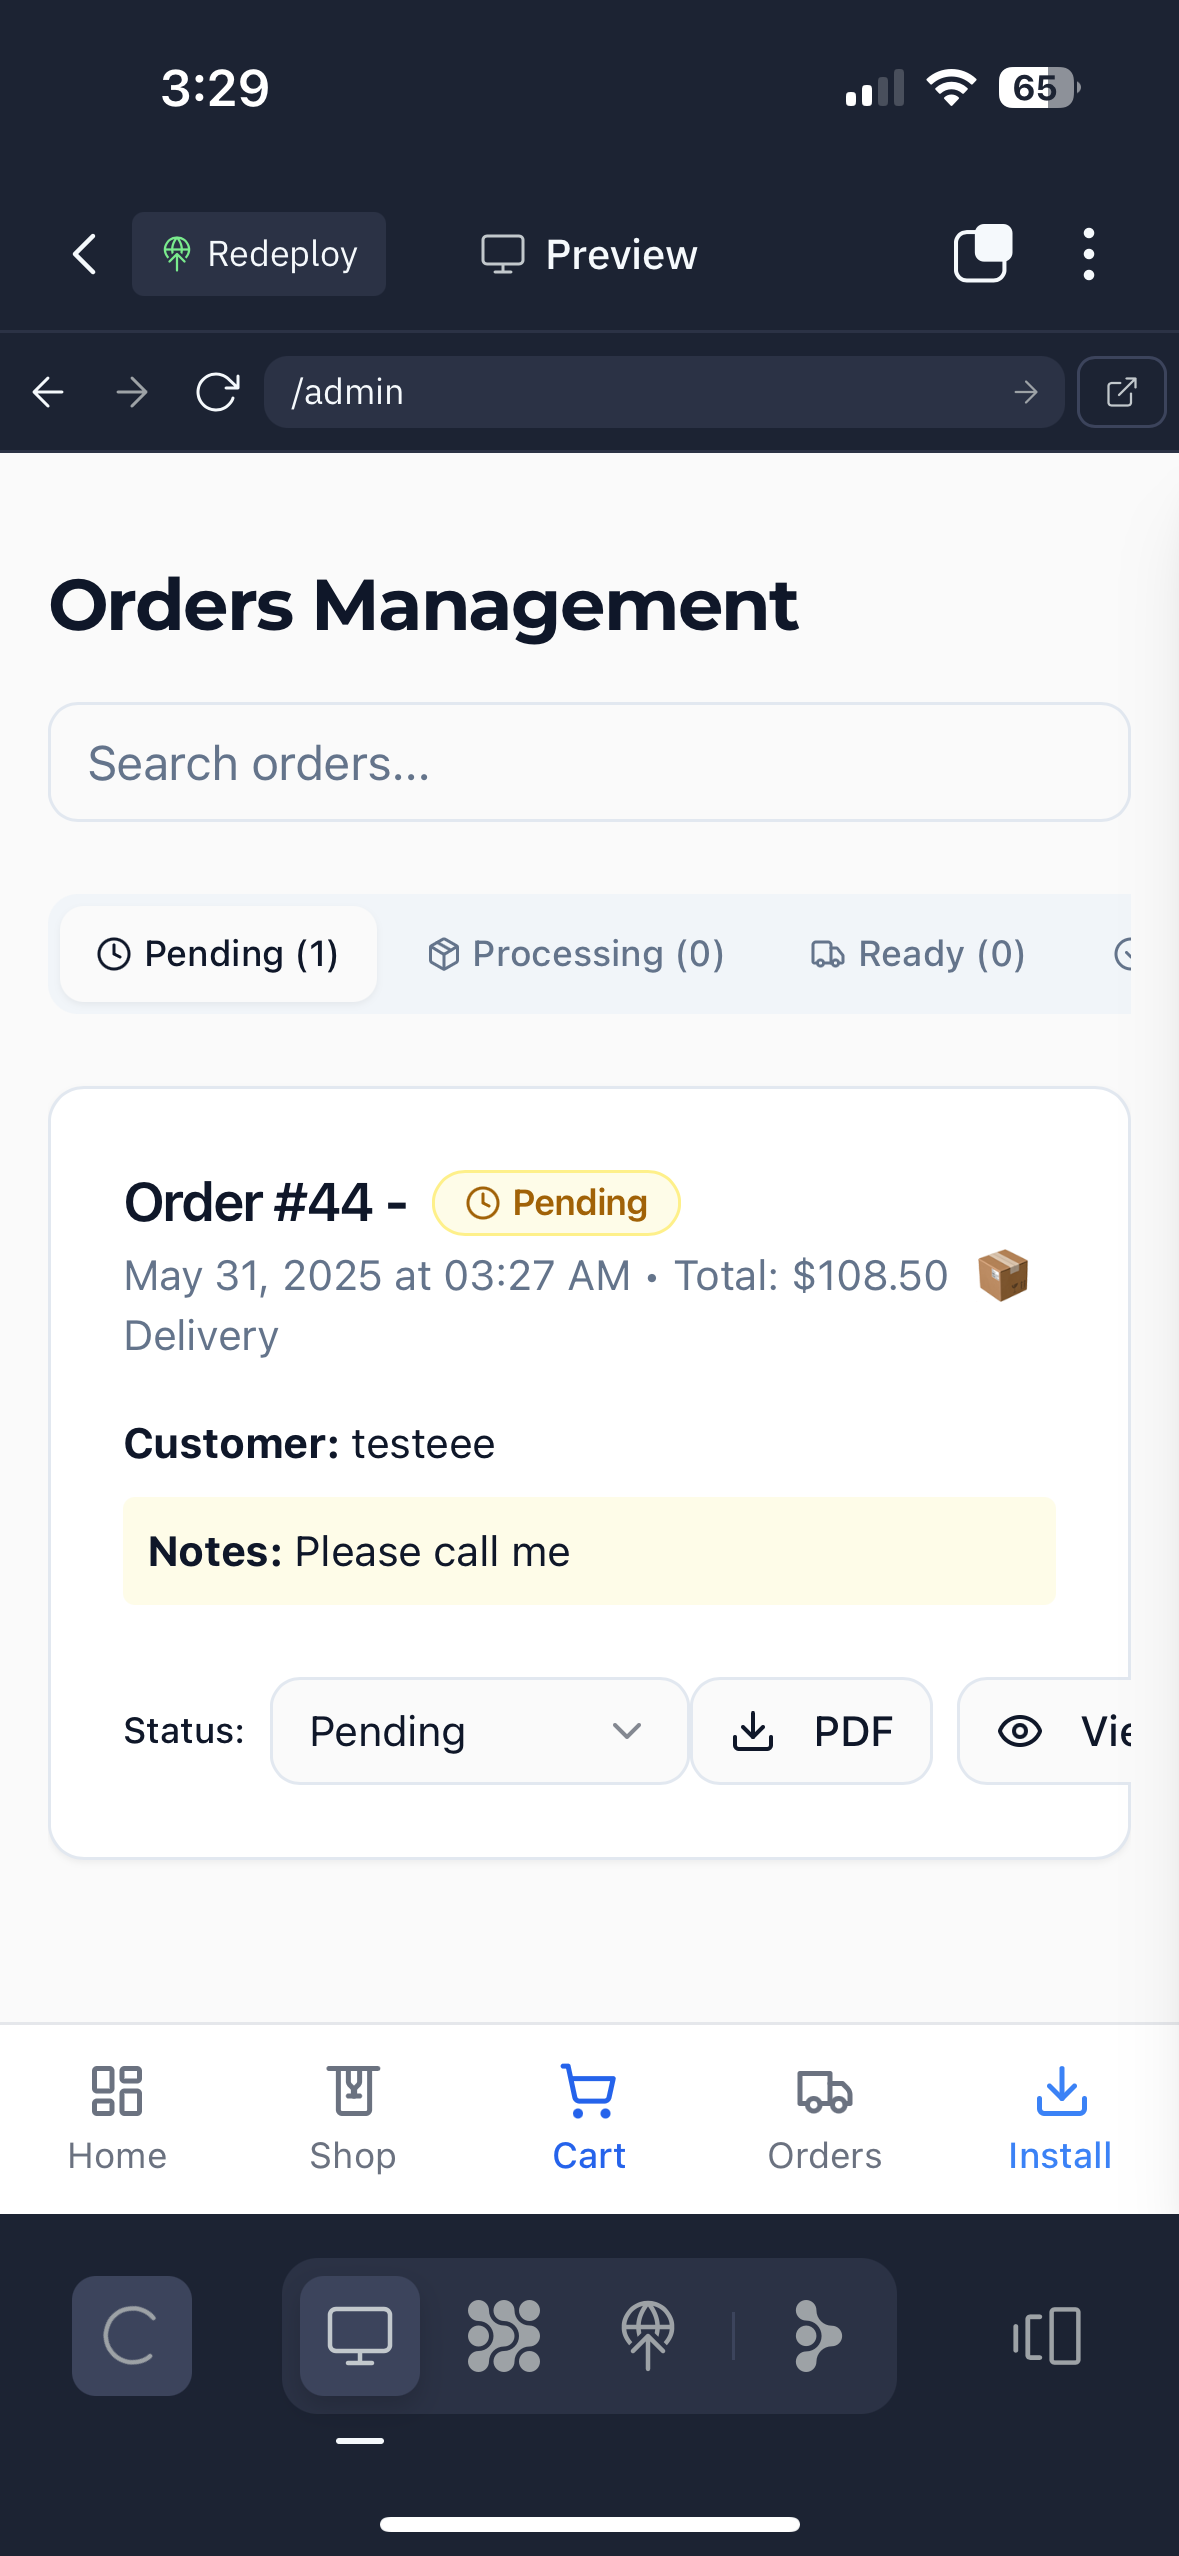 3:29
65
Redeploy
Preview
/admin
Orders Management
Search orders...
Pending (1)
Processing (0)
Ready (0)
Order #44 -
Pending
May 31, 2025 at 03:27 AM • Total: $108.50 📦
Delivery
Customer: testeee
Notes: Please call me
Status:
Pending
PDF
Vie
Home
Shop
Cart
Orders
Install